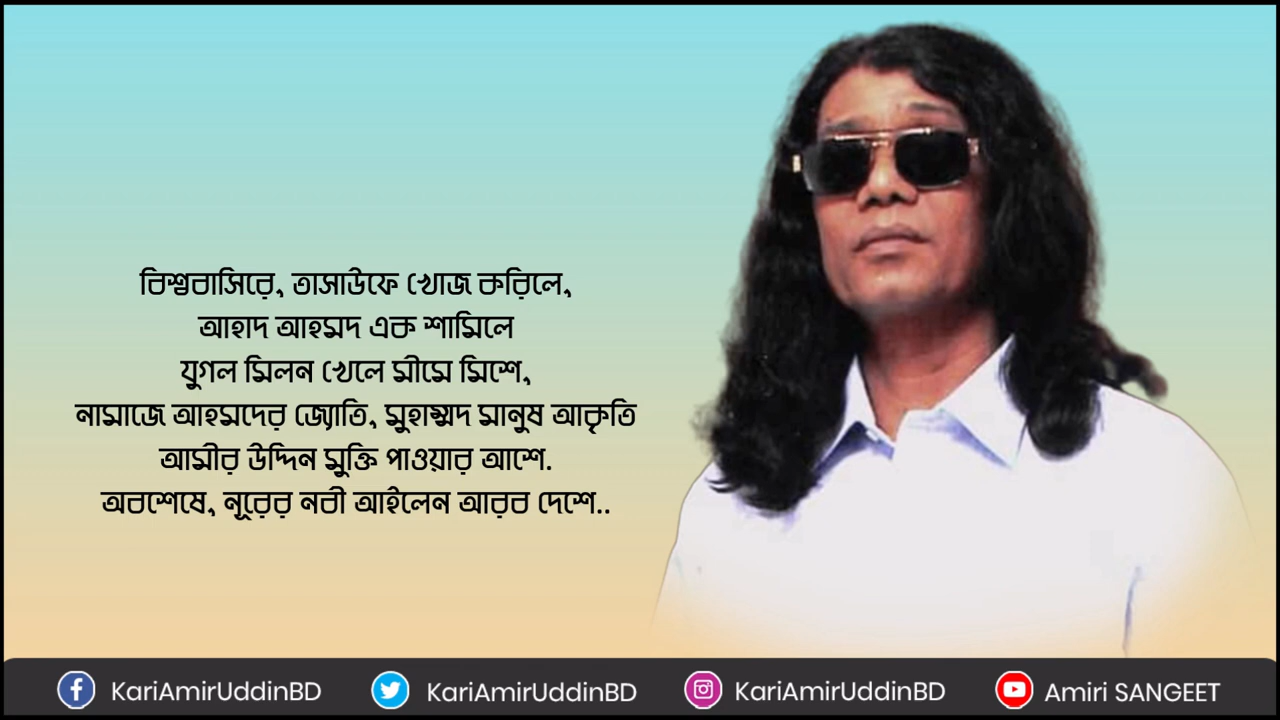 বিশ্ববাসিরে, তাসাউফে খোজ করিলে,
আহাদ আহমদ এক শামিলে
যুগল মিলন খেলে মীমে মিশে,
নামাজে আহমদের জ্যোতি, মুহাম্মদ মানুষ আকৃতি
আমীর উদ্দিন মুক্তি পাওয়ার আশে.
অবশেষে, নূরের নবী আইলেন আরব দেশে..
KariAmirUddinBD
KariAmirUddinBD
KariAmirUddinBD
Amiri SANGEET